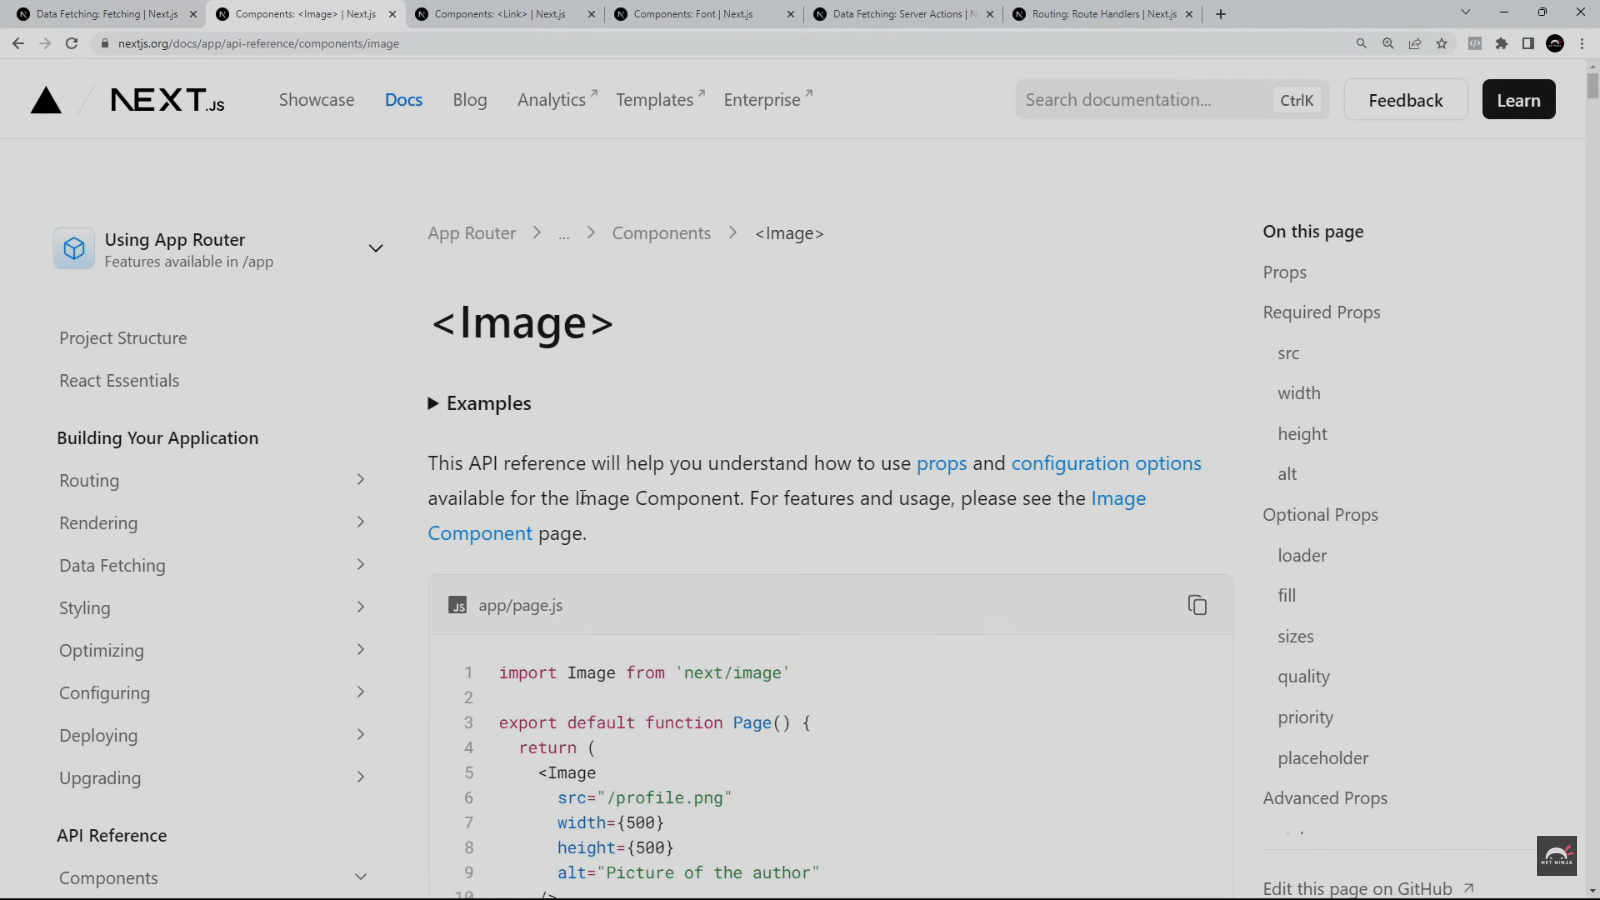 Data Fetching: Fetching | Next.js
Components: <Image> | Next.js
Components: <Link> | Next.js
Components: Font | Next.js
Data Fetching: Server Actions | N
Routing: Route Handlers | Next.js
nextjs.org/docs/app/api-reference/components/image
NEXT.JS
Showcase
Docs
Blog
Analytics
Templates
Enterprise
Search documentation...
CtrlK
Feedback
Learn
Using App Router
Features available in /app
Project Structure
React Essentials
Building Your Application
Routing
Rendering
Data Fetching
Styling
Optimizing
Configuring
Deploying
Upgrading
API Reference
Components
App Router > ... > Components > <Image>
<Image>
Examples
This API reference will help you understand how to use props and configuration options
available for the Image Component. For features and usage, please see the Image
Component page.
JS app/page.js
1 import Image from 'next/image'
2
3 export default function Page() {
4 return (
5 <Image
6 src="/profile.png"
7 width={500}
8 height={500}
9 alt="Picture of the author"
10 />
On this page
Props
Required Props
src
width
height
alt
Optional Props
loader
fill
sizes
quality
priority
placeholder
Advanced Props
Edit this page on GitHub
NET NINJA